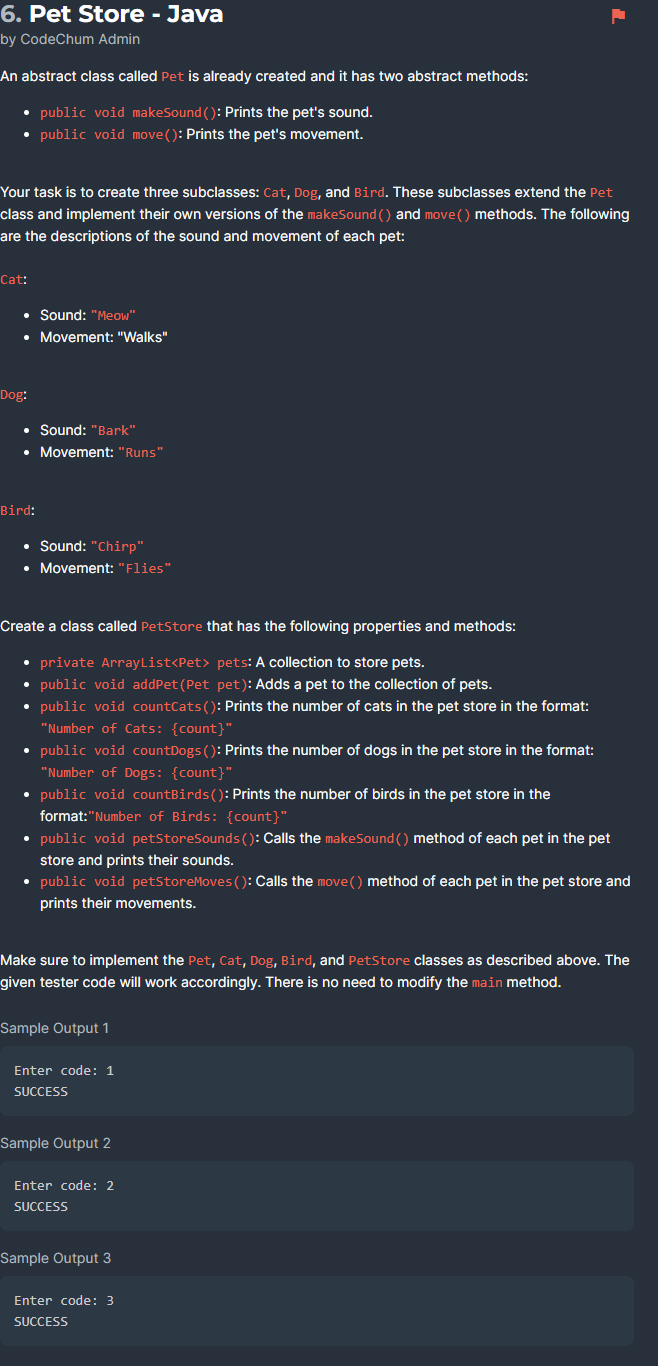 6. Pet Store - Java
by CodeChum Admin
An abstract class called Pet is already created and it has two abstract methods:
• public void makeSound(): Prints the pet's sound.
• public void move(): Prints the pet's movement.
Your task is to create three subclasses: Cat, Dog, and Bird. These subclasses extend the Pet
class and implement their own versions of the makeSound() and move() methods. The following
are the descriptions of the sound and movement of each pet:
Cat:
• Sound: "Meow"
• Movement: "Walks"
Dog:
• Sound: "Bark"
• Movement: "Runs"
Bird:
• Sound: "Chirp"
• Movement: "Flies"
Create a class called PetStore that has the following properties and methods:
• private ArrayList<Pet> pets: A collection to store pets.
• public void addPet(Pet pet): Adds a pet to the collection of pets.
• public void countCats(): Prints the number of cats in the pet store in the format:
"Number of Cats: {count}"
• public void countDogs(): Prints the number of dogs in the pet store in the format:
"Number of Dogs: {count}"
• public void countBirds(): Prints the number of birds in the pet store in the
format:"Number of Birds: {count}"
• public void petStoreSounds(): Calls the makeSound() method of each pet in the pet
store and prints their sounds.
• public void petStoreMoves(): Calls the move() method of each pet in the pet store and
prints their movements.
Make sure to implement the Pet, Cat, Dog, Bird, and PetStore classes as described above. The
given tester code will work accordingly. There is no need to modify the main method.
Sample Output 1
Enter code: 1
SUCCESS
Sample Output 2
Enter code: 2
SUCCESS
Sample Output 3
Enter code: 3
SUCCESS